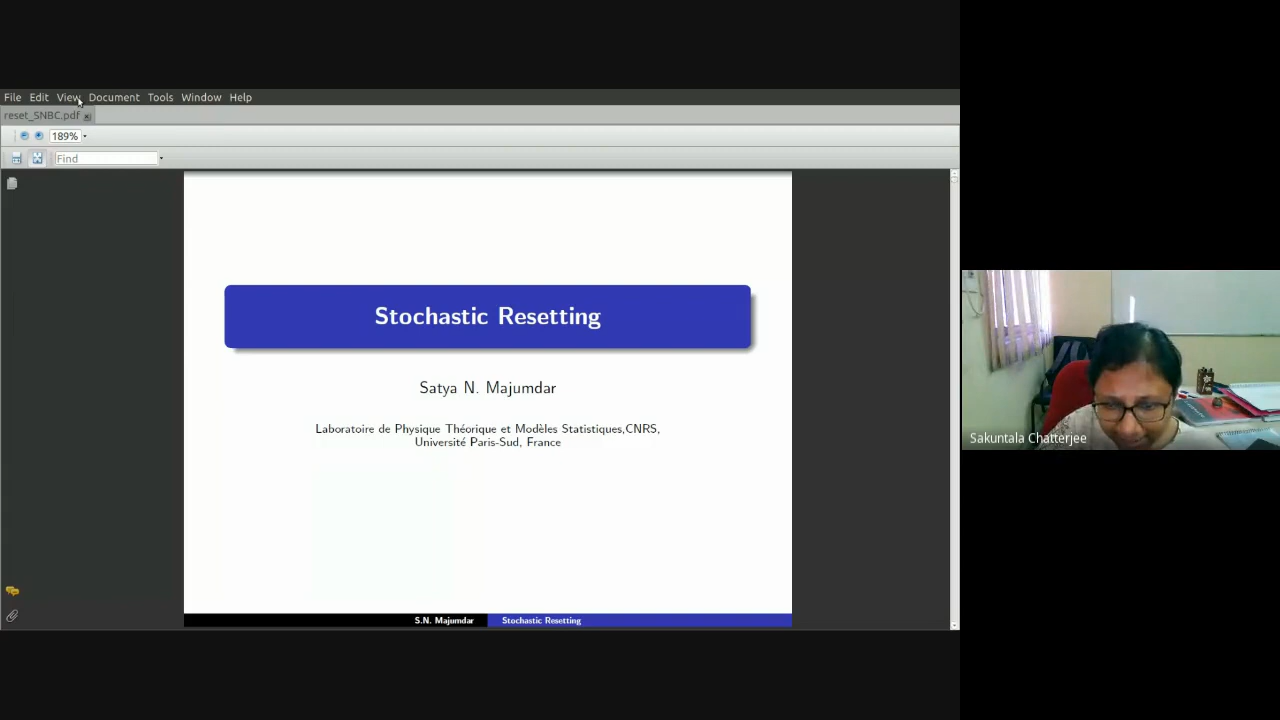 File Edit View Document Tools Window Help
reset_SNBC.pdf
189%
Find
Stochastic Resetting
Satya N. Majumdar
Laboratoire de Physique Théorique et Modèles Statistiques,CNRS,
Université Paris-Sud, France
S.N. Majumdar Stochastic Resetting
Sakuntala Chatterjee